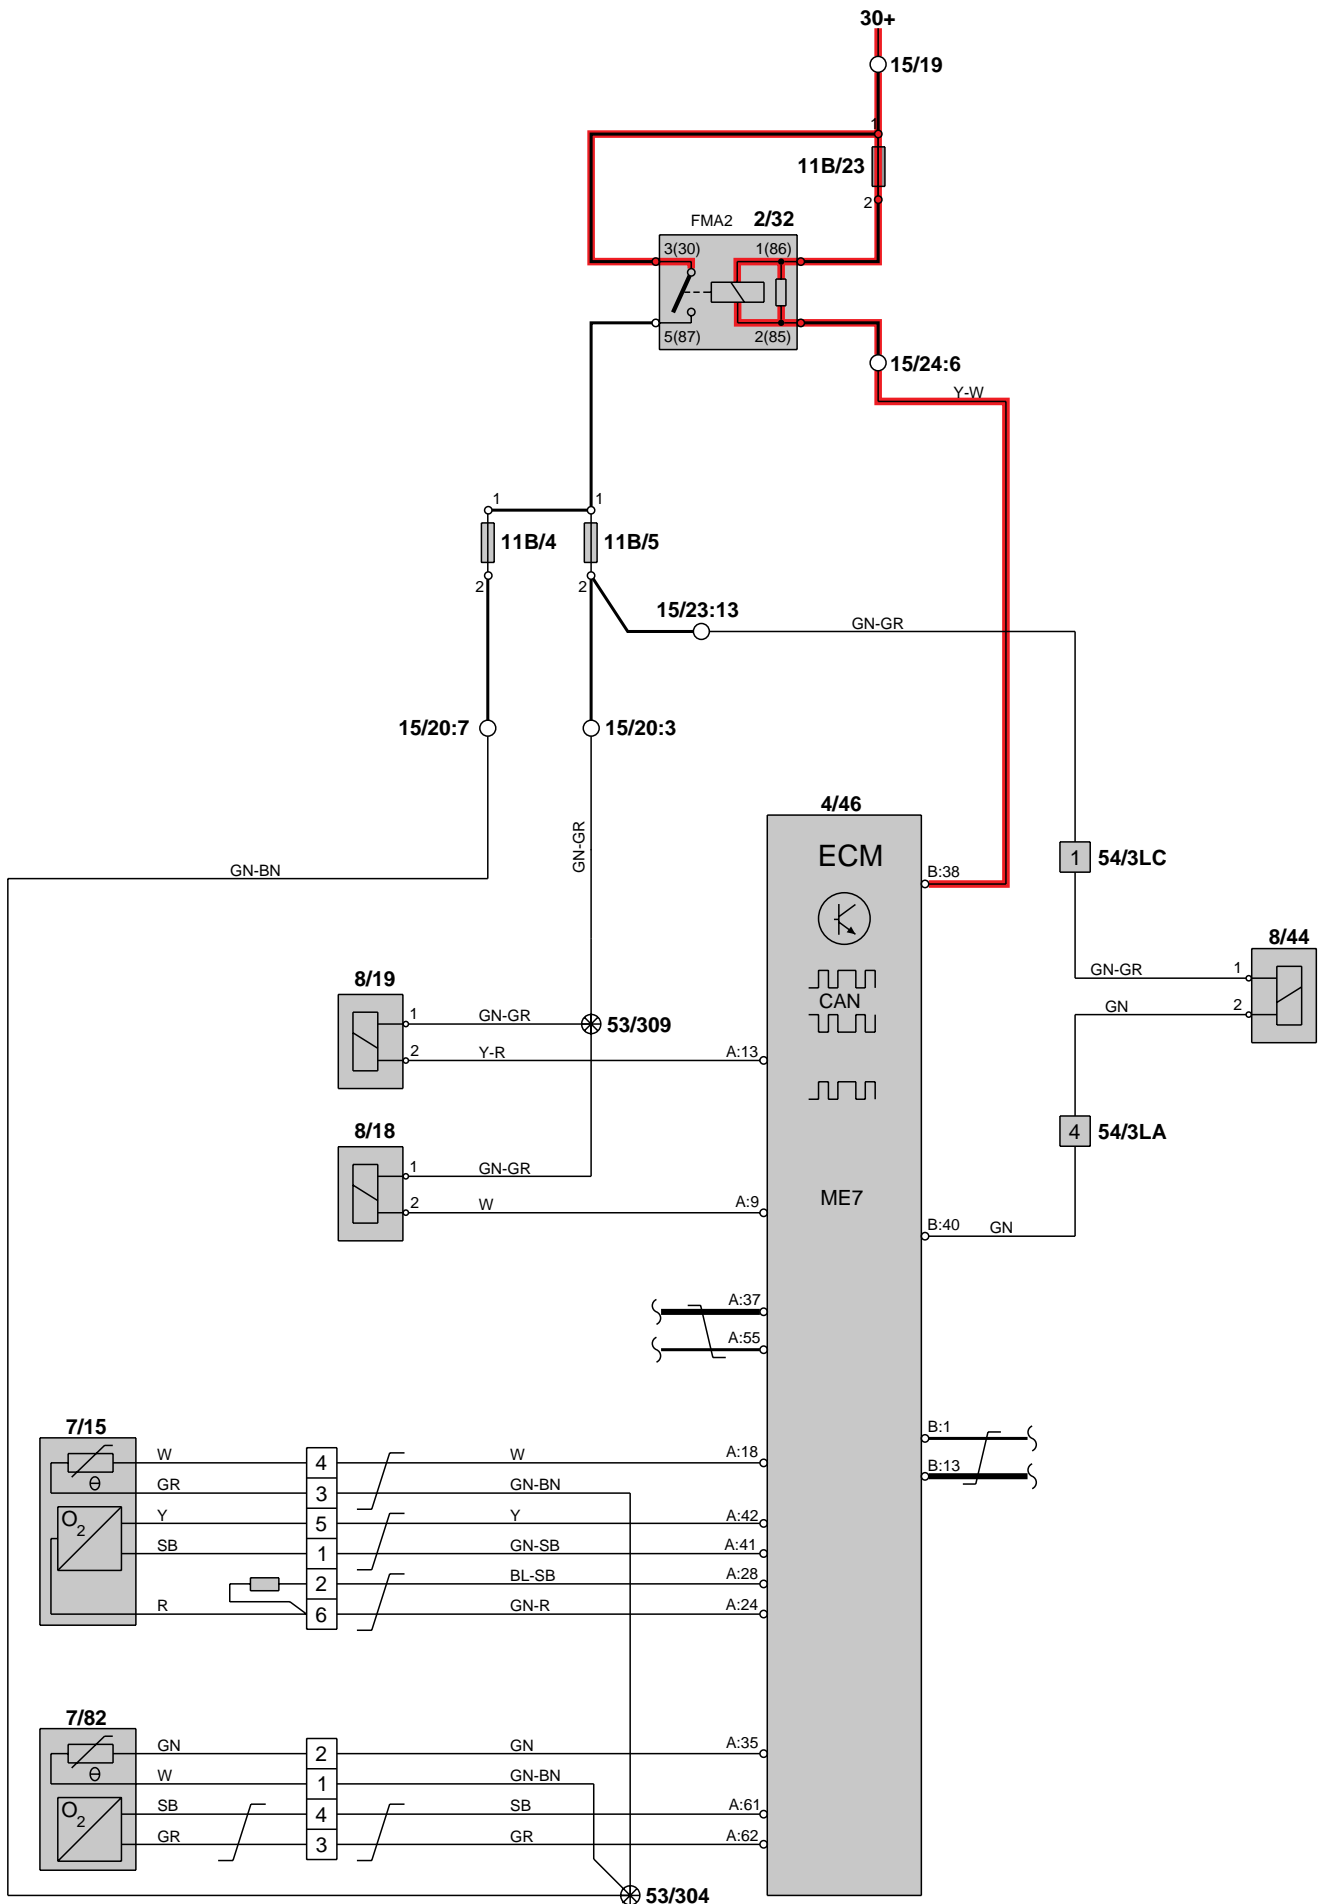 30+
15/19
1
11B/23
2
FMA2 2/32
3(30) 1(86)
5(87) 2(85)
15/24:6
Y-W
1 1
11B/4 11B/5
2 2
15/23:13
GN-GR
15/20:7 15/20:3
GN-GR
4/46
ECM
GN-BN
B:38
1 54/3LC
8/44
8/19
GN-GR 1
CAN
GN 2
1 GN-GR
53/309
2 Y-R A:13
8/18
4 54/3LA
1 GN-GR
ME7
2 W A:9
B:40 GN
A:37
A:55
7/15
B:1
W 4 W A:18
B:13
θ
GR 3 GN-BN
O2
Y 5 Y A:42
SB 1 GN-SB A:41
2 BL-SB A:28
R 6 GN-R A:24
7/82
GN 2 GN A:35
θ
W 1 GN-BN
O2
SB 4 SB A:61
GR 3 GR A:62
53/304